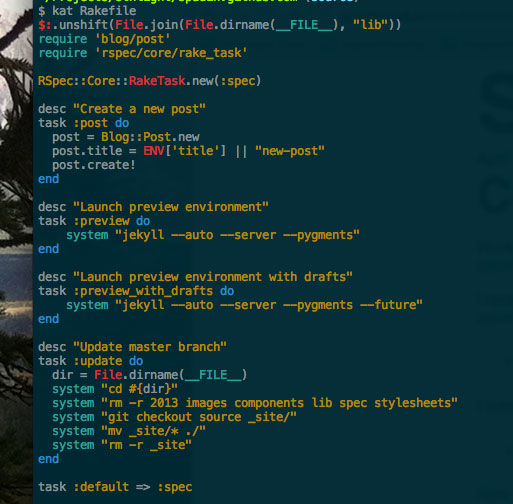 $ kat Rakefile
$:.unshift(File.join(File.dirname(__FILE__), "lib"))
require 'blog/post'
require 'rspec/core/rake_task'
RSpec::Core::RakeTask.new(:spec)
desc "Create a new post"
task :post do
post = Blog::Post.new
post.title = ENV['title'] || "new-post"
post.create!
end
desc "Launch preview environment"
task :preview do
system "jekyll --auto --server --pygments"
end
desc "Launch preview environment with drafts"
task :preview_with_drafts do
system "jekyll --auto --server --pygments --future"
end
desc "Update master branch"
task :update do
dir = File.dirname(__FILE__)
system "cd #{dir}"
system "rm -r 2013 images components lib spec stylesheets"
system "git checkout source _site/"
system "mv _site/* ./"
system "rm -r _site"
end
task :default => :spec